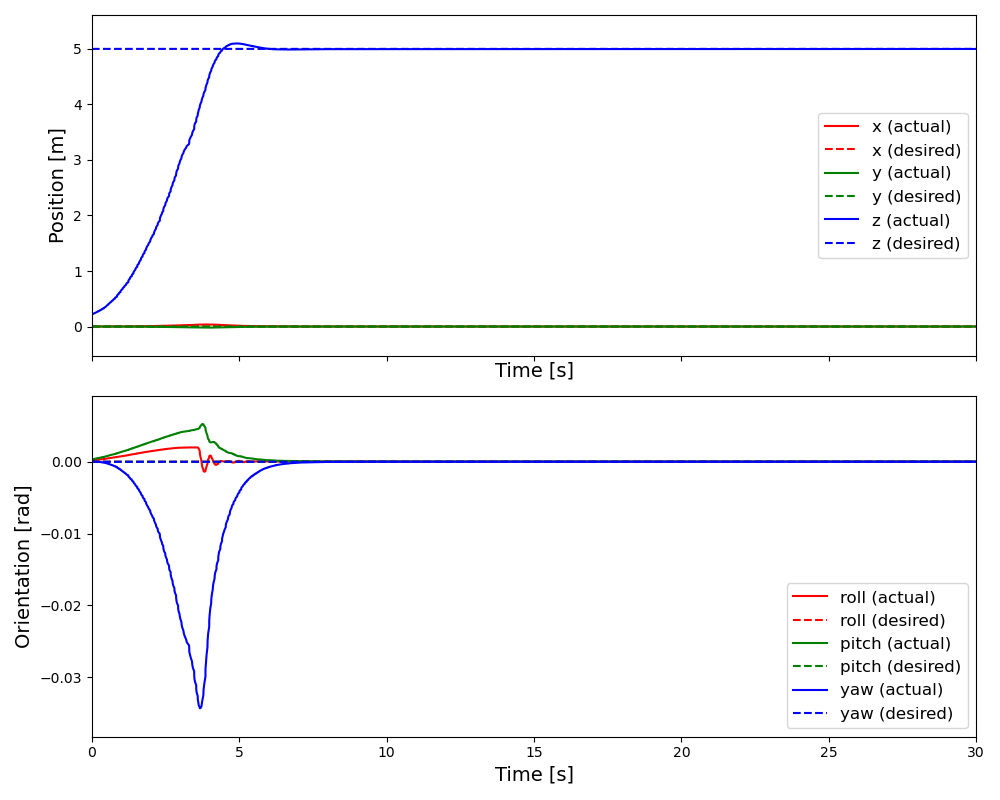 5
4
3
2
1
0
Position [m]
x (actual)
x (desired)
y (actual)
y (desired)
z (actual)
z (desired)
Time [s]
0.00
−0.01
−0.02
−0.03
Orientation [rad]
roll (actual)
roll (desired)
pitch (actual)
pitch (desired)
yaw (actual)
yaw (desired)
0 5 10 15 20 25 30
Time [s]